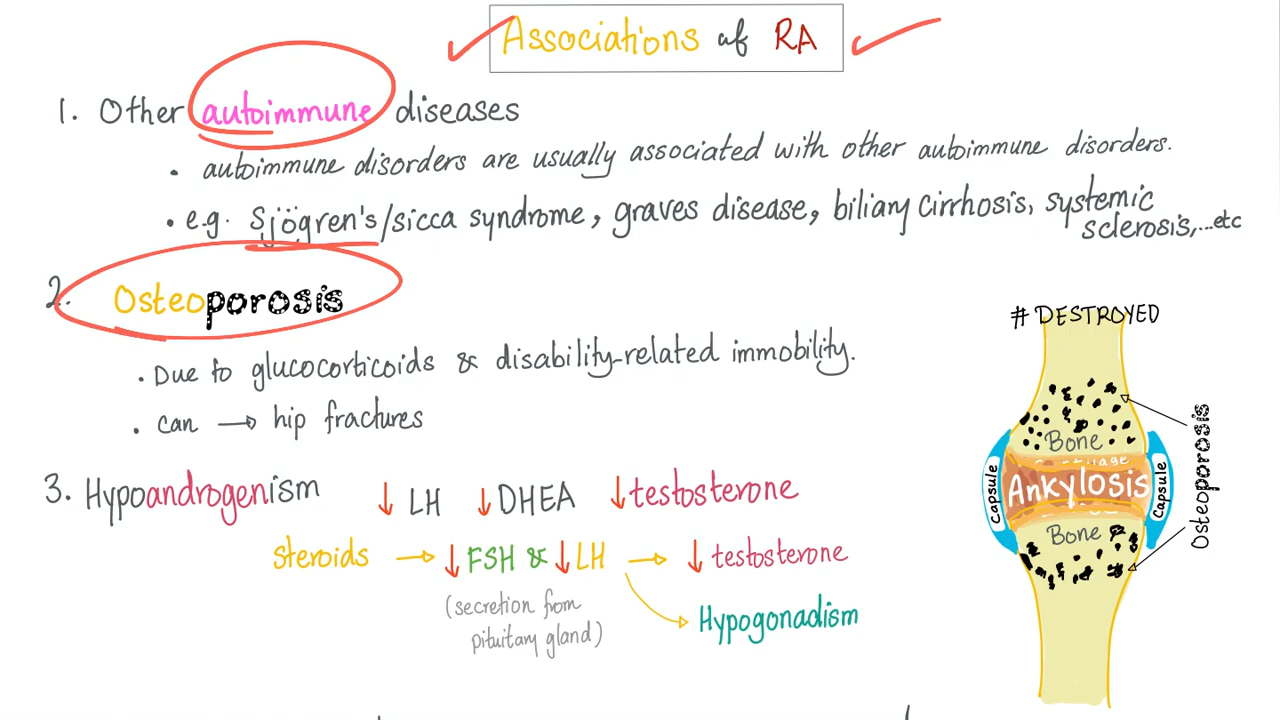 Associations of RA
1. Other autoimmune diseases
• autoimmune disorders are usually associated with other autoimmune disorders.
• e.g. Sjögren's/sicca syndrome, graves disease, biliary cirrhosis, systemic
sclerosis,...etc
2. Osteoporosis
• Due to glucocorticoids & disability-related immobility.
• can → hip fractures
3. Hypoandrogenism ↓ LH ↓ DHEA ↓ testosterone
steroids → ↓ FSH & ↓ LH → ↓ testosterone
(secretion from
pituitary gland)
Hypogonadism
# DESTROYED
Bone
Capsule
Ankylosis
Capsule
Bone
Osteoporosis